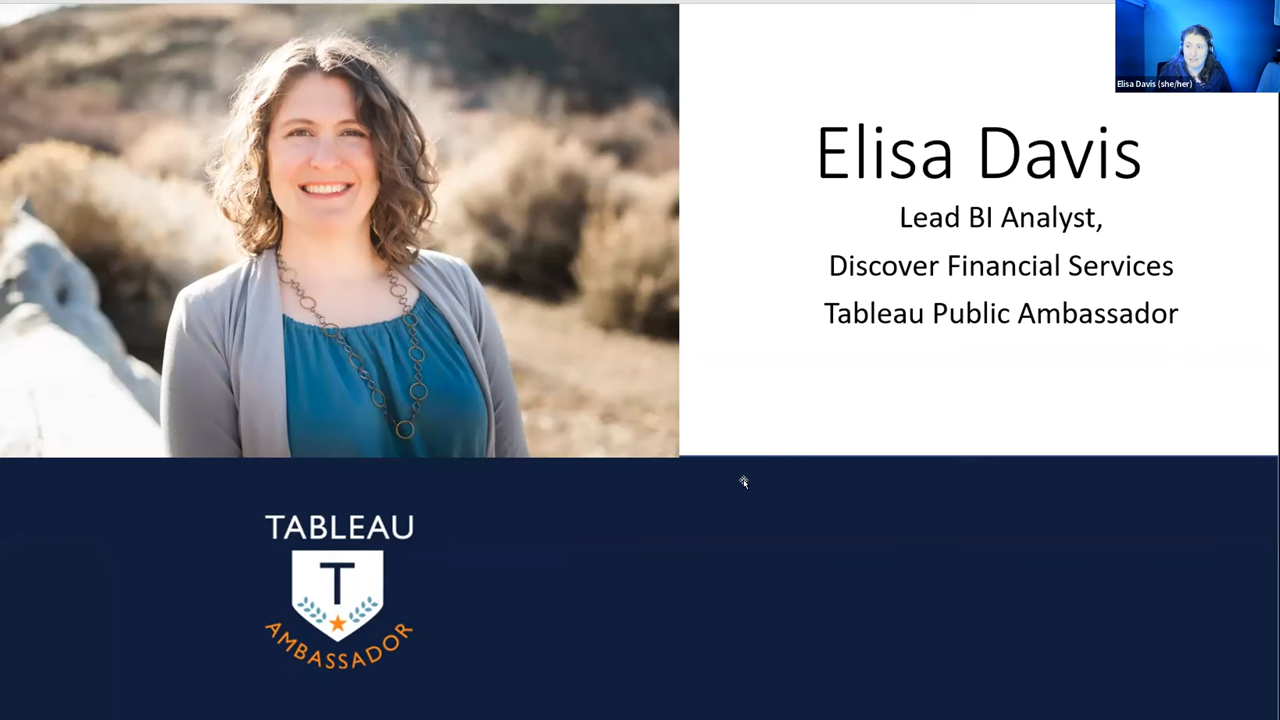 Elisa Davis (she/her)
Elisa Davis
Lead BI Analyst,
Discover Financial Services
Tableau Public Ambassador
TABLEAU
T
AMBASSADOR